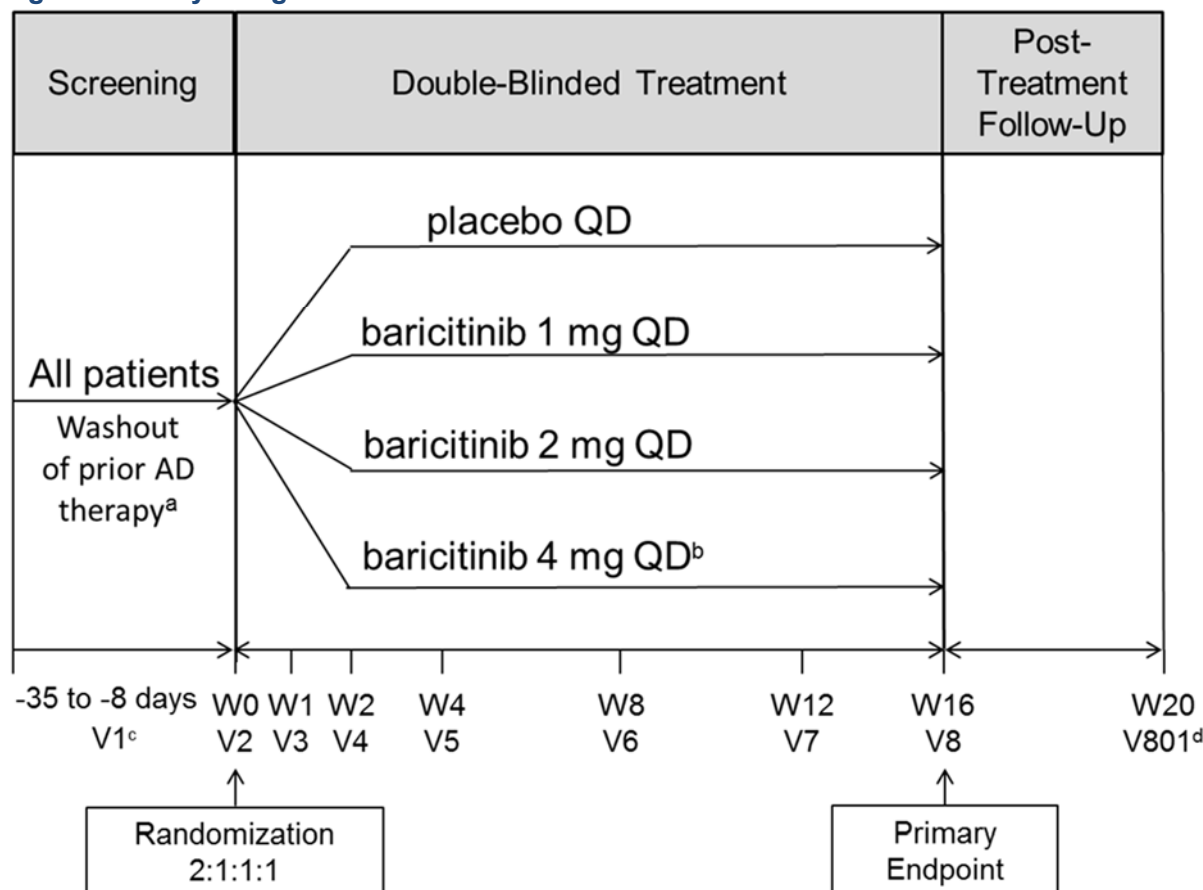 Screening
Double-Blinded Treatment
Post-
Treatment
Follow-Up
placebo QD
baricitinib 1 mg QD
All patients
Washout
of prior AD
therapyᵃ
baricitinib 2 mg QD
baricitinib 4 mg QDᵇ
-35 to -8 days W0 W1 W2 W4 W8 W12 W16 W20
V1ᶜ V2 V3 V4 V5 V6 V7 V8 V801ᵈ
Randomization
2:1:1:1
Primary
Endpoint